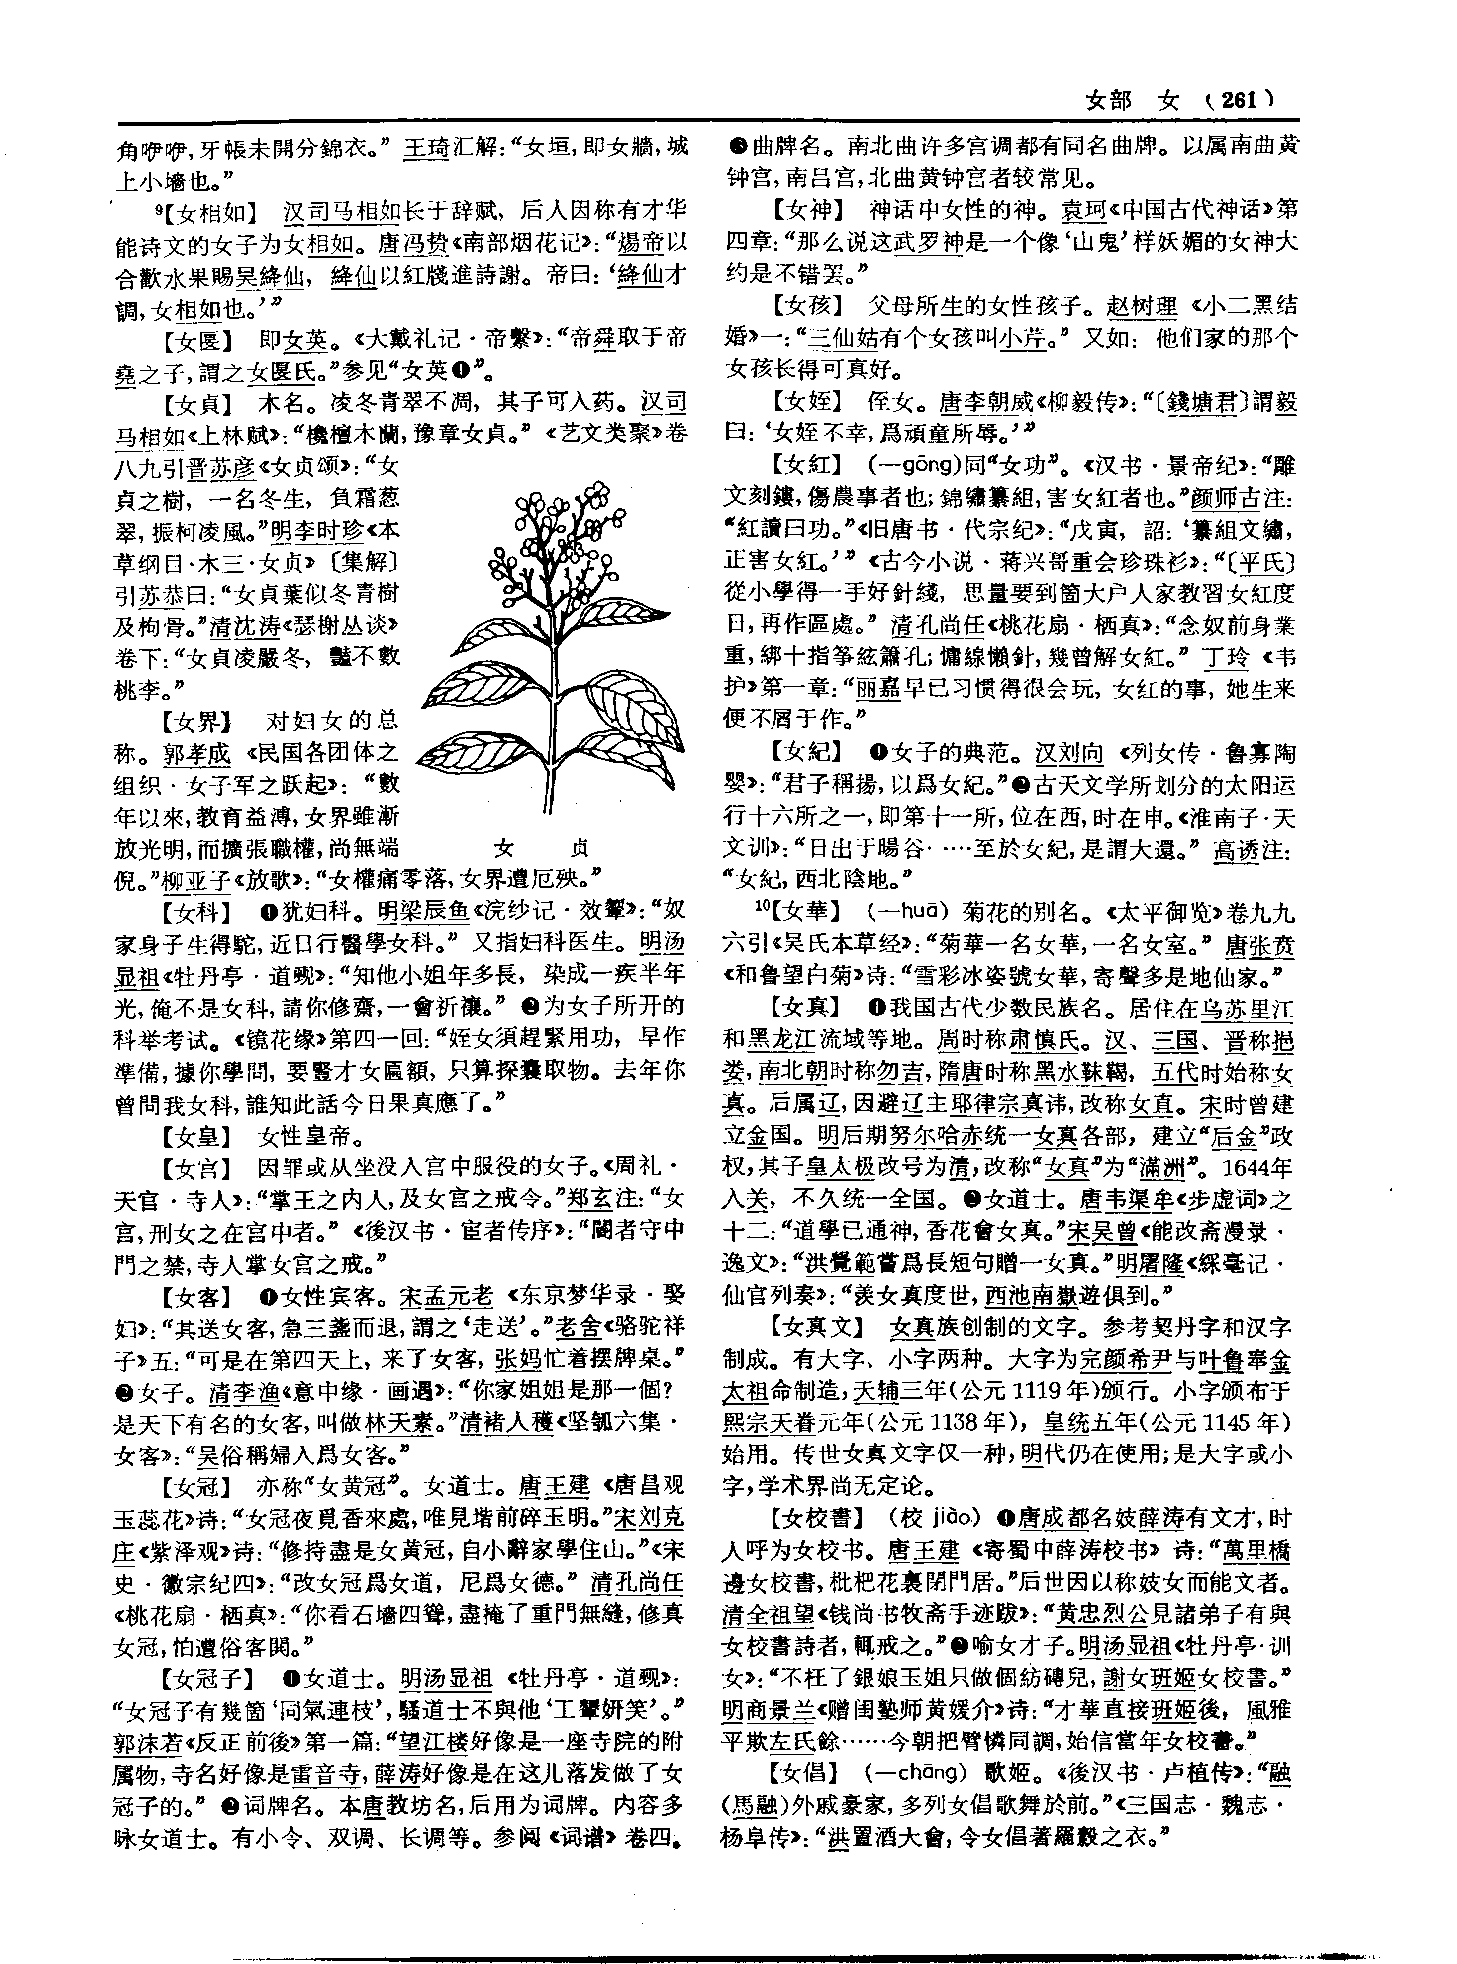 女部　女　（261）
角咿咿，牙帳未開分錦衣。”王琦汇解：“女垣，即女牆，城
上小墻也。”
⁹【女相如】　汉司马相如长于辞赋，后人因称有才华
能诗文的女子为女相如。唐冯贽《南部烟花记》：“煬帝以
合歡水果賜吴絳仙，絳仙以紅牋進詩謝。帝曰：‘絳仙才
調，女相如也。’”
【女匽】　即女英。《大戴礼记·帝繫》：“帝舜取于帝
堯之子，謂之女匽氏。”参见“女英❶”。
【女貞】　木名。凌冬青翠不凋，其子可入药。汉司
马相如《上林赋》：“欃檀木蘭，豫章女貞。”《艺文类聚》卷
八九引晋苏彦《女贞颂》：“女
貞之樹，一名冬生，負霜葱
翠，振柯凌風。”明李时珍《本
草纲目·木三·女贞》〔集解〕
引苏恭曰：“女貞葉似冬青樹
及枸骨。”清沈涛《瑟榭丛谈》
卷下：“女貞凌嚴冬，豔不數
桃李。”
【女界】　对妇女的总
称。郭孝成《民国各团体之
组织·女子军之跃起》：“數
年以來，教育益溥，女界雖漸
放光明，而擴張職權，尚無端
倪。”柳亚子《放歌》：“女權痛零落，女界遭厄殃。”
女　貞
【女科】　❶犹妇科。明梁辰鱼《浣纱记·效颦》：“奴
家身子生得駝，近日行醫學女科。”又指妇科医生。明汤
显祖《牡丹亭·道觋》：“知他小姐年多長，染成一疾半年
光，俺不是女科，請你修齋，一會祈禳。”❷为女子所开的
科举考试。《镜花缘》第四一回：“姪女須趕緊用功，早作
準備，據你學問，要豎才女匾額，只算探囊取物。去年你
曾問我女科，誰知此話今日果真應了。”
【女皇】　女性皇帝。
【女宫】　因罪或从坐没入宫中服役的女子。《周礼·
天官·寺人》：“掌王之内人，及女宫之戒令。”郑玄注：“女
宫，刑女之在宫中者。”《後汉书·宦者传序》：“閽者守中
門之禁，寺人掌女宫之戒。”
【女客】　❶女性宾客。宋孟元老《东京梦华录·娶
妇》：“其送女客，急三盞而退，謂之‘走送’。”老舍《骆驼祥
子》五：“可是在第四天上，来了女客，张妈忙着摆牌桌。”
❷女子。清李渔《意中缘·画遇》：“你家姐姐是那一個？
是天下有名的女客，叫做林天素。”清褚人穫《坚瓠六集·
女客》：“吴俗稱婦人爲女客。”
【女冠】　亦称“女黄冠”。女道士。唐王建《唐昌观
玉蕊花》诗：“女冠夜覓香來處，唯見堦前碎玉明。”宋刘克
庄《紫泽观》诗：“修持盡是女黄冠，自小辭家學住山。”《宋
史·徽宗纪四》：“改女冠爲女道，尼爲女德。”清孔尚任
《桃花扇·栖真》：“你看石墻四聳，盡掩了重門無縫，修真
女冠，怕遭俗客鬨。”
【女冠子】　❶女道士。明汤显祖《牡丹亭·道觋》：
“女冠子有幾箇‘同氣連枝’，騷道士不與他‘工顰妍笑’。”
郭沫若《反正前後》第一篇：“望江楼好像是一座寺院的附
属物，寺名好像是雷音寺，薛涛好像是在这儿落发做了女
冠子的。”❷词牌名。本唐教坊名，后用为词牌。内容多
咏女道士。有小令、双调、长调等。参阅《词谱》卷四。
❸曲牌名。南北曲许多宫调都有同名曲牌。以属南曲黄
钟宫，南吕宫，北曲黄钟宫者较常见。
【女神】　神话中女性的神。袁珂《中国古代神话》第
四章：“那么说这武罗神是一个像‘山鬼’样妖媚的女神大
约是不错罢。”
【女孩】　父母所生的女性孩子。赵树理《小二黑结
婚》一：“三仙姑有个女孩叫小芹。”又如：他们家的那个
女孩长得可真好。
【女姪】　侄女。唐李朝威《柳毅传》：“〔錢塘君〕謂毅
曰：‘女姪不幸，爲頑童所辱。’”
【女紅】　（一gōng）同“女功”。《汉书·景帝纪》：“雕
文刻鏤，傷農事者也；錦繡纂組，害女紅者也。”颜师古注：
“紅讀曰功。”《旧唐书·代宗纪》：“戊寅，詔：‘纂組文繡，
正害女紅。’”《古今小说·蒋兴哥重会珍珠衫》：“〔平氏〕
從小學得一手好針綫，思量要到箇大户人家教習女紅度
日，再作區處。”清孔尚任《桃花扇·栖真》：“念奴前身業
重，綁十指筝絃簫孔；慵線懶針，幾曾解女紅。”丁玲《韦
护》第一章：“丽嘉早已习惯得很会玩，女红的事，她生来
便不屑于作。”
【女紀】　❶女子的典范。汉刘向《列女传·鲁寡陶
婴》：“君子稱揚，以爲女紀。”❷古天文学所划分的太阳运
行十六所之一，即第十一所，位在西，时在申。《淮南子·天
文训》：“日出于暘谷……至於女紀，是謂大還。”高诱注：
“女紀，西北陰地。”
¹⁰【女華】　（一huā）菊花的别名。《太平御览》卷九九
六引《吴氏本草经》：“菊華一名女華，一名女室。”唐张贲
《和鲁望白菊》诗：“雪彩冰姿號女華，寄聲多是地仙家。”
【女真】　❶我国古代少数民族名。居住在乌苏里江
和黑龙江流域等地。周时称肃慎氏。汉、三国、晋称挹
娄，南北朝时称勿吉，隋唐时称黑水靺鞨，五代时始称女
真。后属辽，因避辽主耶律宗真讳，改称女直。宋时曾建
立金国。明后期努尔哈赤统一女真各部，建立“后金”政
权，其子皇太极改号为清，改称“女真”为“满洲”。1644年
入关，不久统一全国。❷女道士。唐韦渠牟《步虚词》之
十二：“道學已通神，香花會女真。”宋吴曾《能改斋漫录·
逸文》：“洪覺範嘗爲長短句贈一女真。”明屠隆《綵毫记·
仙官列奏》：“羡女真度世，西池南嶽遊俱到。”
【女真文】　女真族创制的文字。参考契丹字和汉字
制成。有大字、小字两种。大字为完颜希尹与叶鲁奉金
太祖命制造，天辅三年（公元1119年）颁行。小字颁布于
熙宗天眷元年（公元1138年），皇统五年（公元1145年）
始用。传世女真文字仅一种，明代仍在使用；是大字或小
字，学术界尚无定论。
【女校書】　（校 jiào）❶唐成都名妓薛涛有文才，时
人呼为女校书。唐王建《寄蜀中薛涛校书》诗：“萬里橋
邊女校書，枇杷花裏閉門居。”后世因以称妓女而能文者。
清全祖望《钱尚书牧斋手迹跋》：“黄忠烈公見諸弟子有與
女校書詩者，輒戒之。”❷喻女才子。明汤显祖《牡丹亭·训
女》：“不枉了銀娘玉姐只做個紡磚兒，謝女班姬女校書。”
明商景兰《赠闺塾师黄媛介》诗：“才華直接班姬後，風雅
平欺左氏餘……今朝把臂憐同調，始信當年女校書。”
【女倡】　（一chāng）歌姬。《後汉书·卢植传》：“融
（馬融）外戚豪家，多列女倡歌舞於前。”《三国志·魏志·
杨阜传》：“洪置酒大會，令女倡著羅縠之衣。”